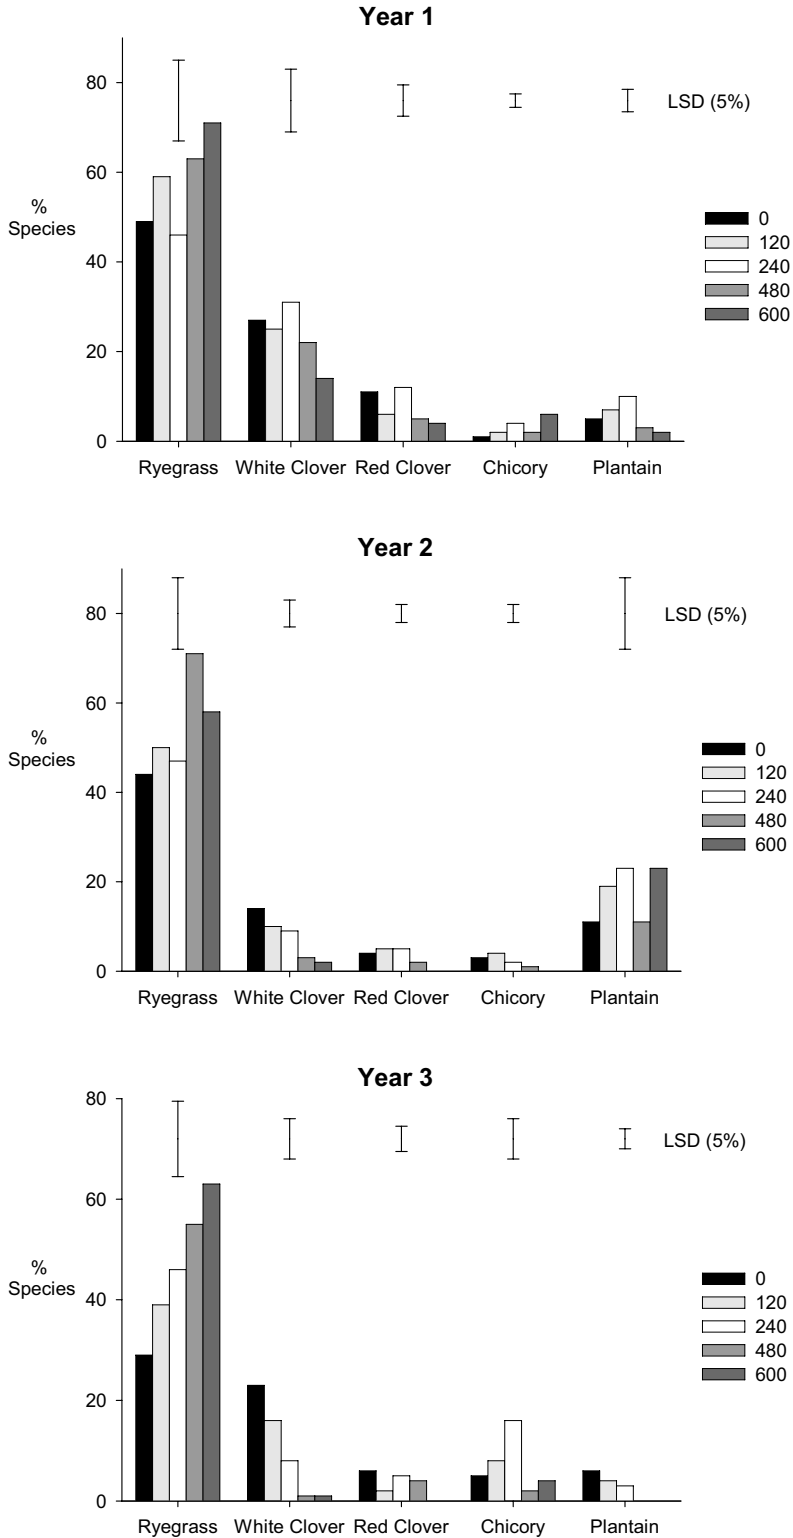 Year 1
80
60
40
20
0
%
Species
LSD (5%)
0
120
240
480
600
Ryegrass White Clover Red Clover Chicory Plantain
Year 2
80
60
40
20
0
%
Species
LSD (5%)
0
120
240
480
600
Ryegrass White Clover Red Clover Chicory Plantain
Year 3
80
60
40
20
0
%
Species
LSD (5%)
0
120
240
480
600
Ryegrass White Clover Red Clover Chicory Plantain